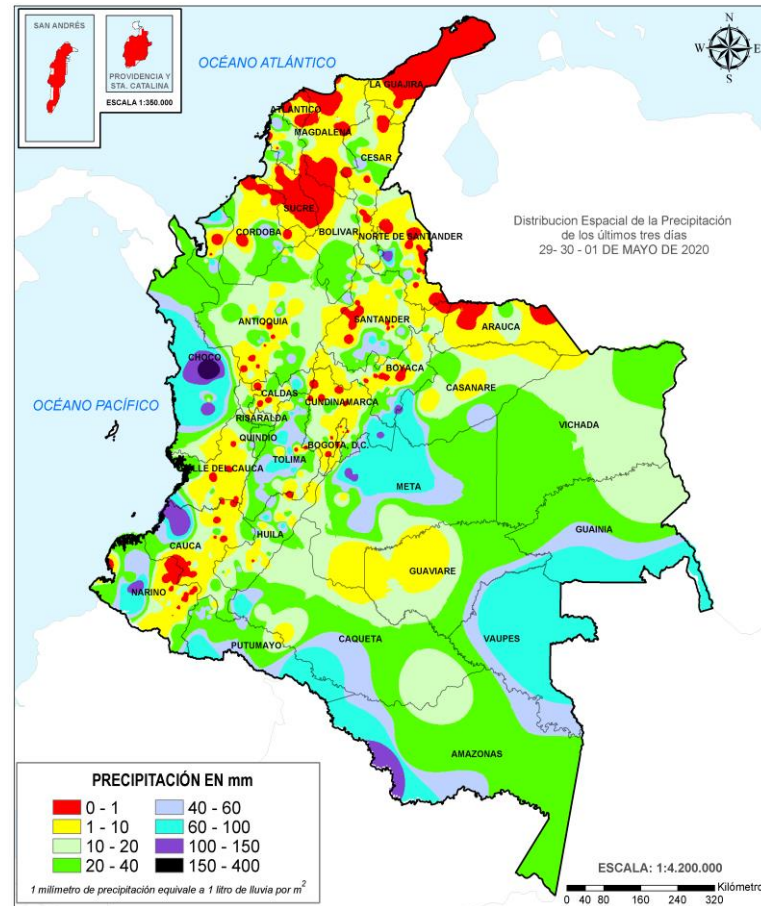 SAN ANDRÉS
PROVIDENCIA Y
STA. CATALINA
ESCALA 1:350.000
OCÉANO ATLÁNTICO
N
W
E
S
LA GUAJIRA
ATLÁNTICO
MAGDALENA
CESAR
SUCRE
CORDOBA
BOLIVAR
NORTE DE SANTANDER
Distribucion Espacial de la Precipitación
de los últimos tres días
29- 30 - 01 DE MAYO DE 2020
ANTIOQUIA
SANTANDER
ARAUCA
CHOCO
BOYACA
CASANARE
OCÉANO PACÍFICO
CALDAS
CUNDINAMARCA
RISARALDA
VICHADA
QUINDIO
BOGOTA, D.C.
TOLIMA
VALLE DEL CAUCA
META
GUAINIA
HUILA
CAUCA
GUAVIARE
NARIÑO
VAUPES
CAQUETA
PUTUMAYO
AMAZONAS
PRECIPITACIÓN EN mm
0 - 1
40 - 60
1 - 10
60 - 100
10 - 20
100 - 150
20 - 40
150 - 400
1 milímetro de precipitación equivale a 1 litro de lluvia por m²
ESCALA: 1:4.200.000
Kilómetro
0 40 80 160 240 320